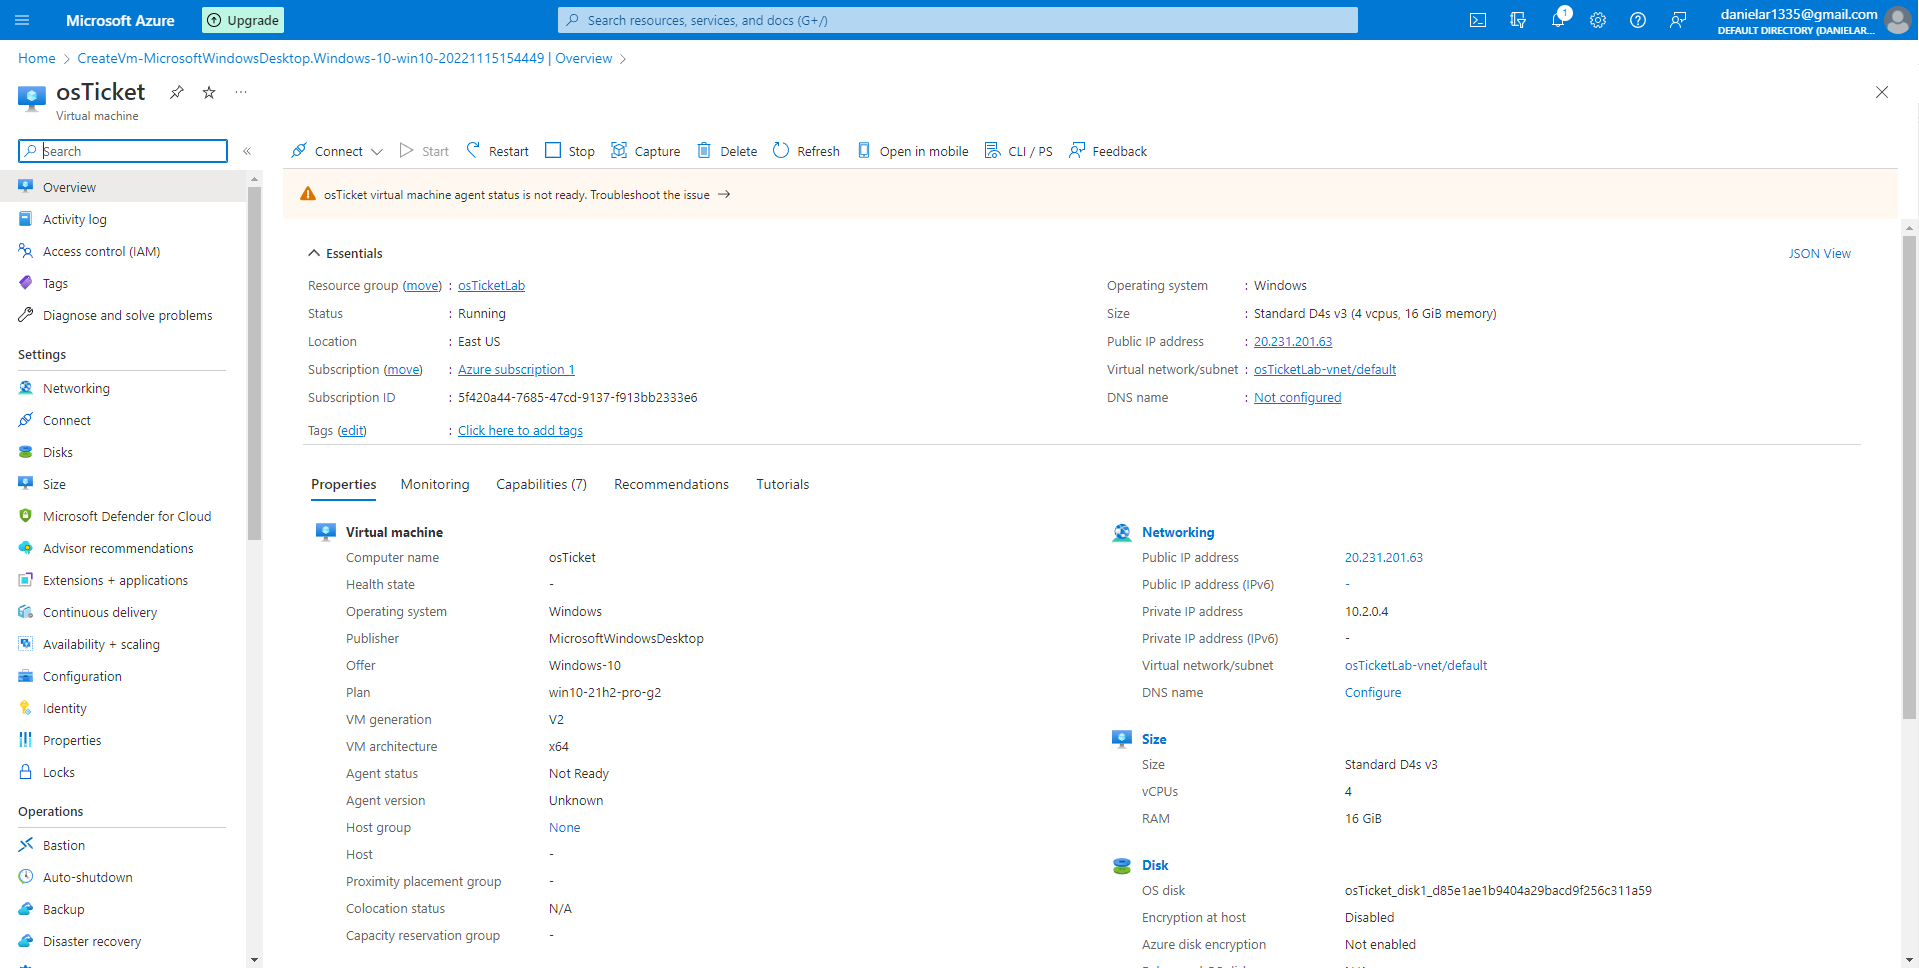 Microsoft Azure
Upgrade
Search resources, services, and docs (G+/)
1
danielar1335@gmail.com
DEFAULT DIRECTORY (DANIELAR...
Home > CreateVm-MicrosoftWindowsDesktop.Windows-10-win10-20221115154449 | Overview >
osTicket
Virtual machine
Search
Connect
Start
Restart
Stop
Capture
Delete
Refresh
Open in mobile
CLI / PS
Feedback
osTicket virtual machine agent status is not ready. Troubleshoot the issue →
Overview
Activity log
Access control (IAM)
Tags
Diagnose and solve problems
Settings
Networking
Connect
Disks
Size
Microsoft Defender for Cloud
Advisor recommendations
Extensions + applications
Continuous delivery
Availability + scaling
Configuration
Identity
Properties
Locks
Operations
Bastion
Auto-shutdown
Backup
Disaster recovery
Essentials
JSON View
Resource group (move) : osTicketLab
Status : Running
Location : East US
Subscription (move) : Azure subscription 1
Subscription ID : 5f420a44-7685-47cd-9137-f913bb2333e6
Tags (edit) : Click here to add tags
Operating system : Windows
Size : Standard D4s v3 (4 vcpus, 16 GiB memory)
Public IP address : 20.231.201.63
Virtual network/subnet : osTicketLab-vnet/default
DNS name : Not configured
Properties
Monitoring
Capabilities (7)
Recommendations
Tutorials
Virtual machine
Computer name osTicket
Health state -
Operating system Windows
Publisher MicrosoftWindowsDesktop
Offer Windows-10
Plan win10-21h2-pro-g2
VM generation V2
VM architecture x64
Agent status Not Ready
Agent version Unknown
Host group None
Host -
Proximity placement group -
Colocation status N/A
Capacity reservation group -
Networking
Public IP address 20.231.201.63
Public IP address (IPv6) -
Private IP address 10.2.0.4
Private IP address (IPv6) -
Virtual network/subnet osTicketLab-vnet/default
DNS name Configure
Size
Size Standard D4s v3
vCPUs 4
RAM 16 GiB
Disk
OS disk osTicket_disk1_d85e1ae1b9404a29bacd9f256c311a59
Encryption at host Disabled
Azure disk encryption Not enabled